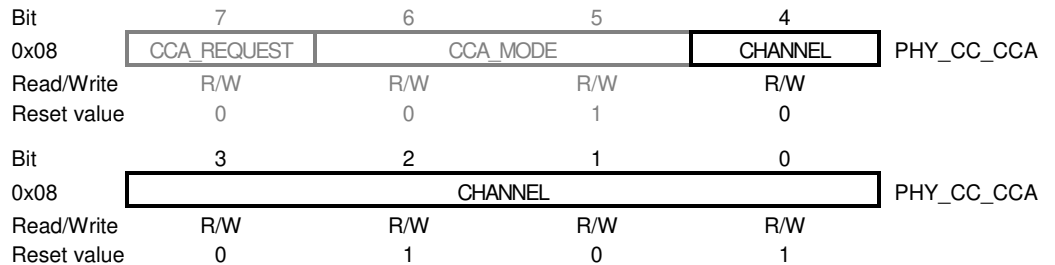 Bit 7 6 5 4
0x08 CCA_REQUEST CCA_MODE CHANNEL PHY_CC_CCA
Read/Write R/W R/W R/W R/W
Reset value 0 0 1 0
Bit 3 2 1 0
0x08 CHANNEL PHY_CC_CCA
Read/Write R/W R/W R/W R/W
Reset value 0 1 0 1